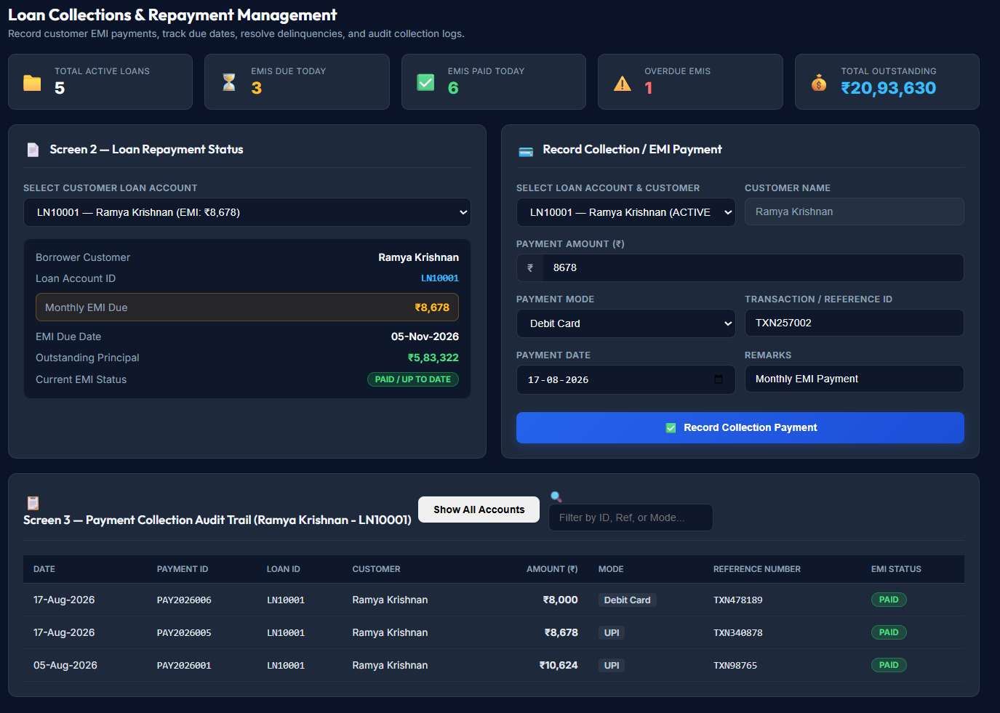 Loan Collections & Repayment Management
Record customer EMI payments, track due dates, resolve delinquencies, and audit collection logs.
TOTAL ACTIVE LOANS
5
EMIS DUE TODAY
3
EMIS PAID TODAY
6
OVERDUE EMIS
1
TOTAL OUTSTANDING
₹20,93,630
Screen 2 — Loan Repayment Status
SELECT CUSTOMER LOAN ACCOUNT
LN10001 — Ramya Krishnan (EMI: ₹8,678)
Borrower Customer Ramya Krishnan
Loan Account ID LN10001
Monthly EMI Due ₹8,678
EMI Due Date 05-Nov-2026
Outstanding Principal ₹5,83,322
Current EMI Status PAID / UP TO DATE
Record Collection / EMI Payment
SELECT LOAN ACCOUNT & CUSTOMER
LN10001 — Ramya Krishnan (ACTIVE
CUSTOMER NAME
Ramya Krishnan
PAYMENT AMOUNT (₹)
₹ 8678
PAYMENT MODE
Debit Card
TRANSACTION / REFERENCE ID
TXN257002
PAYMENT DATE
17-08-2026
REMARKS
Monthly EMI Payment
Record Collection Payment
Screen 3 — Payment Collection Audit Trail (Ramya Krishnan - LN10001)
Show All Accounts
Filter by ID, Ref, or Mode...
DATE PAYMENT ID LOAN ID CUSTOMER AMOUNT (₹) MODE REFERENCE NUMBER EMI STATUS
17-Aug-2026 PAY2026006 LN10001 Ramya Krishnan ₹8,000 Debit Card TXN478189 PAID
17-Aug-2026 PAY2026005 LN10001 Ramya Krishnan ₹8,678 UPI TXN340878 PAID
05-Aug-2026 PAY2026001 LN10001 Ramya Krishnan ₹10,624 UPI TXN98765 PAID